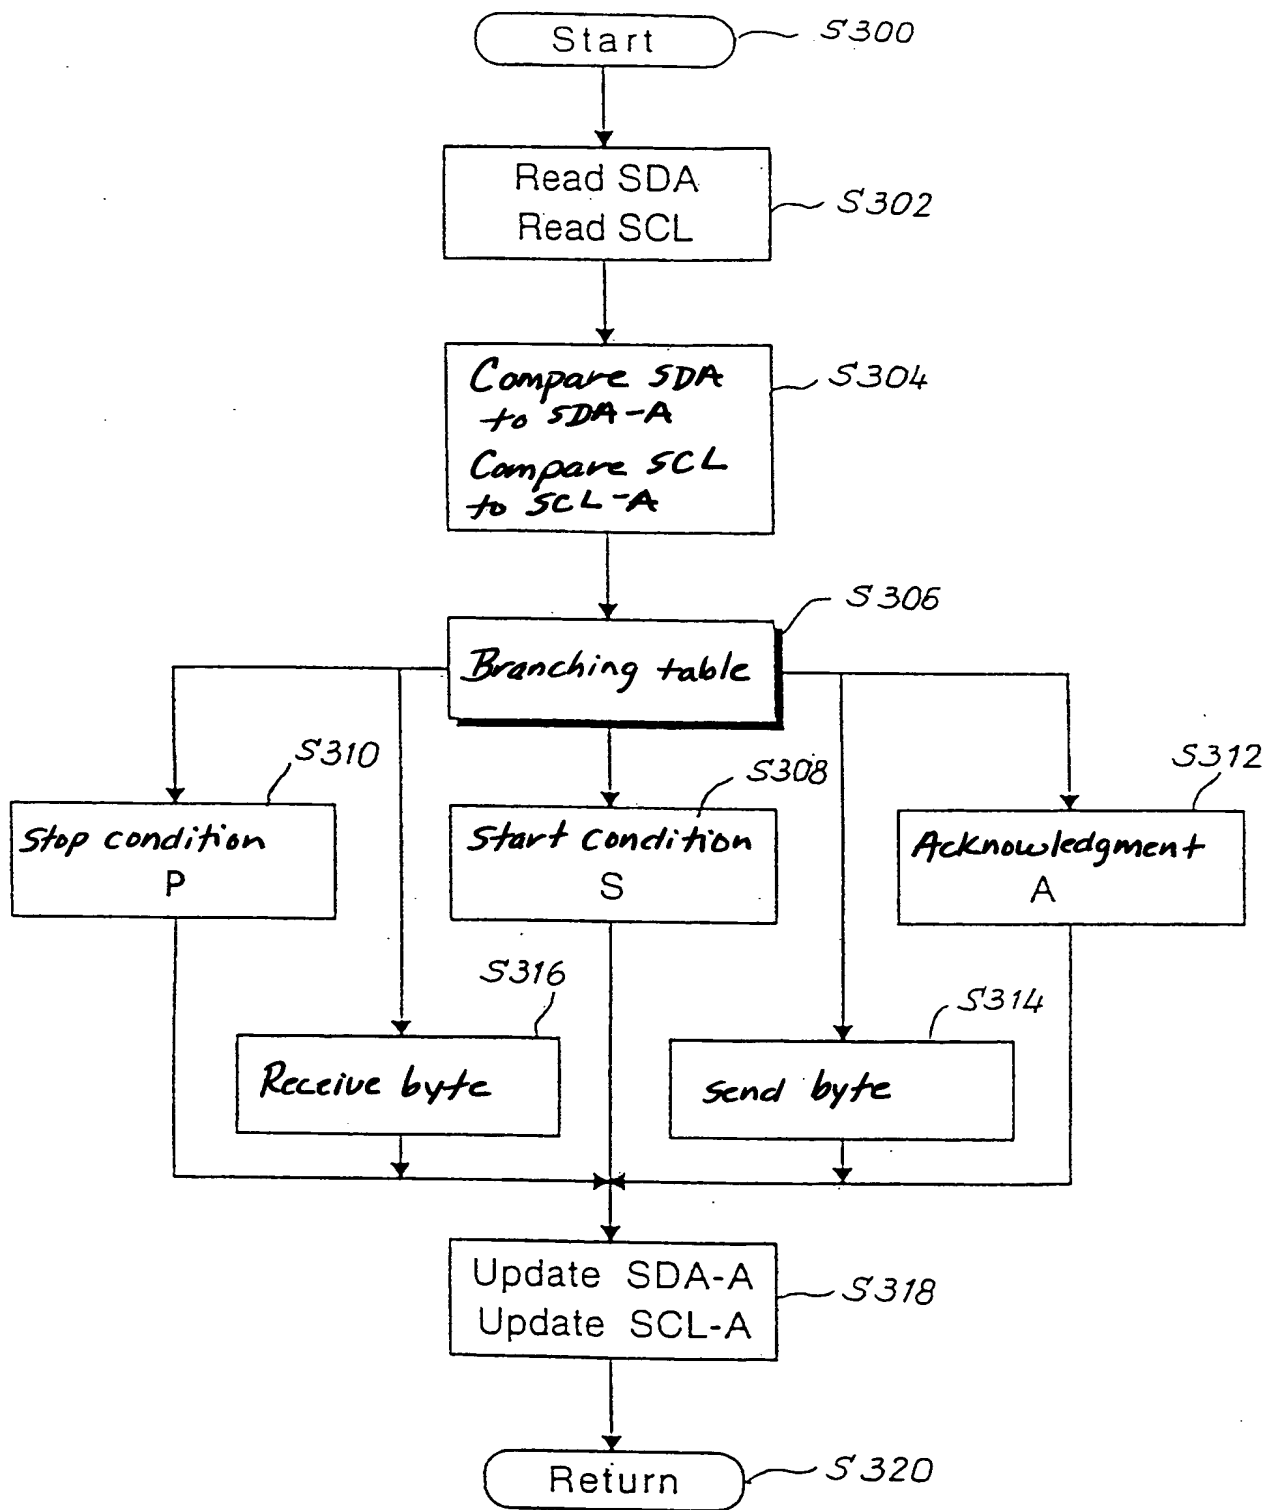 Start
S300
Read SDA
Read SCL
S302
Compare SDA
to SDA-A
Compare SCL
to SCL-A
S304
S306
Branching table
S310
Stop condition
P
S308
Start condition
S
S312
Acknowledgment
A
S316
Receive byte
S314
Send byte
Update SDA-A
Update SCL-A
S318
Return
S320